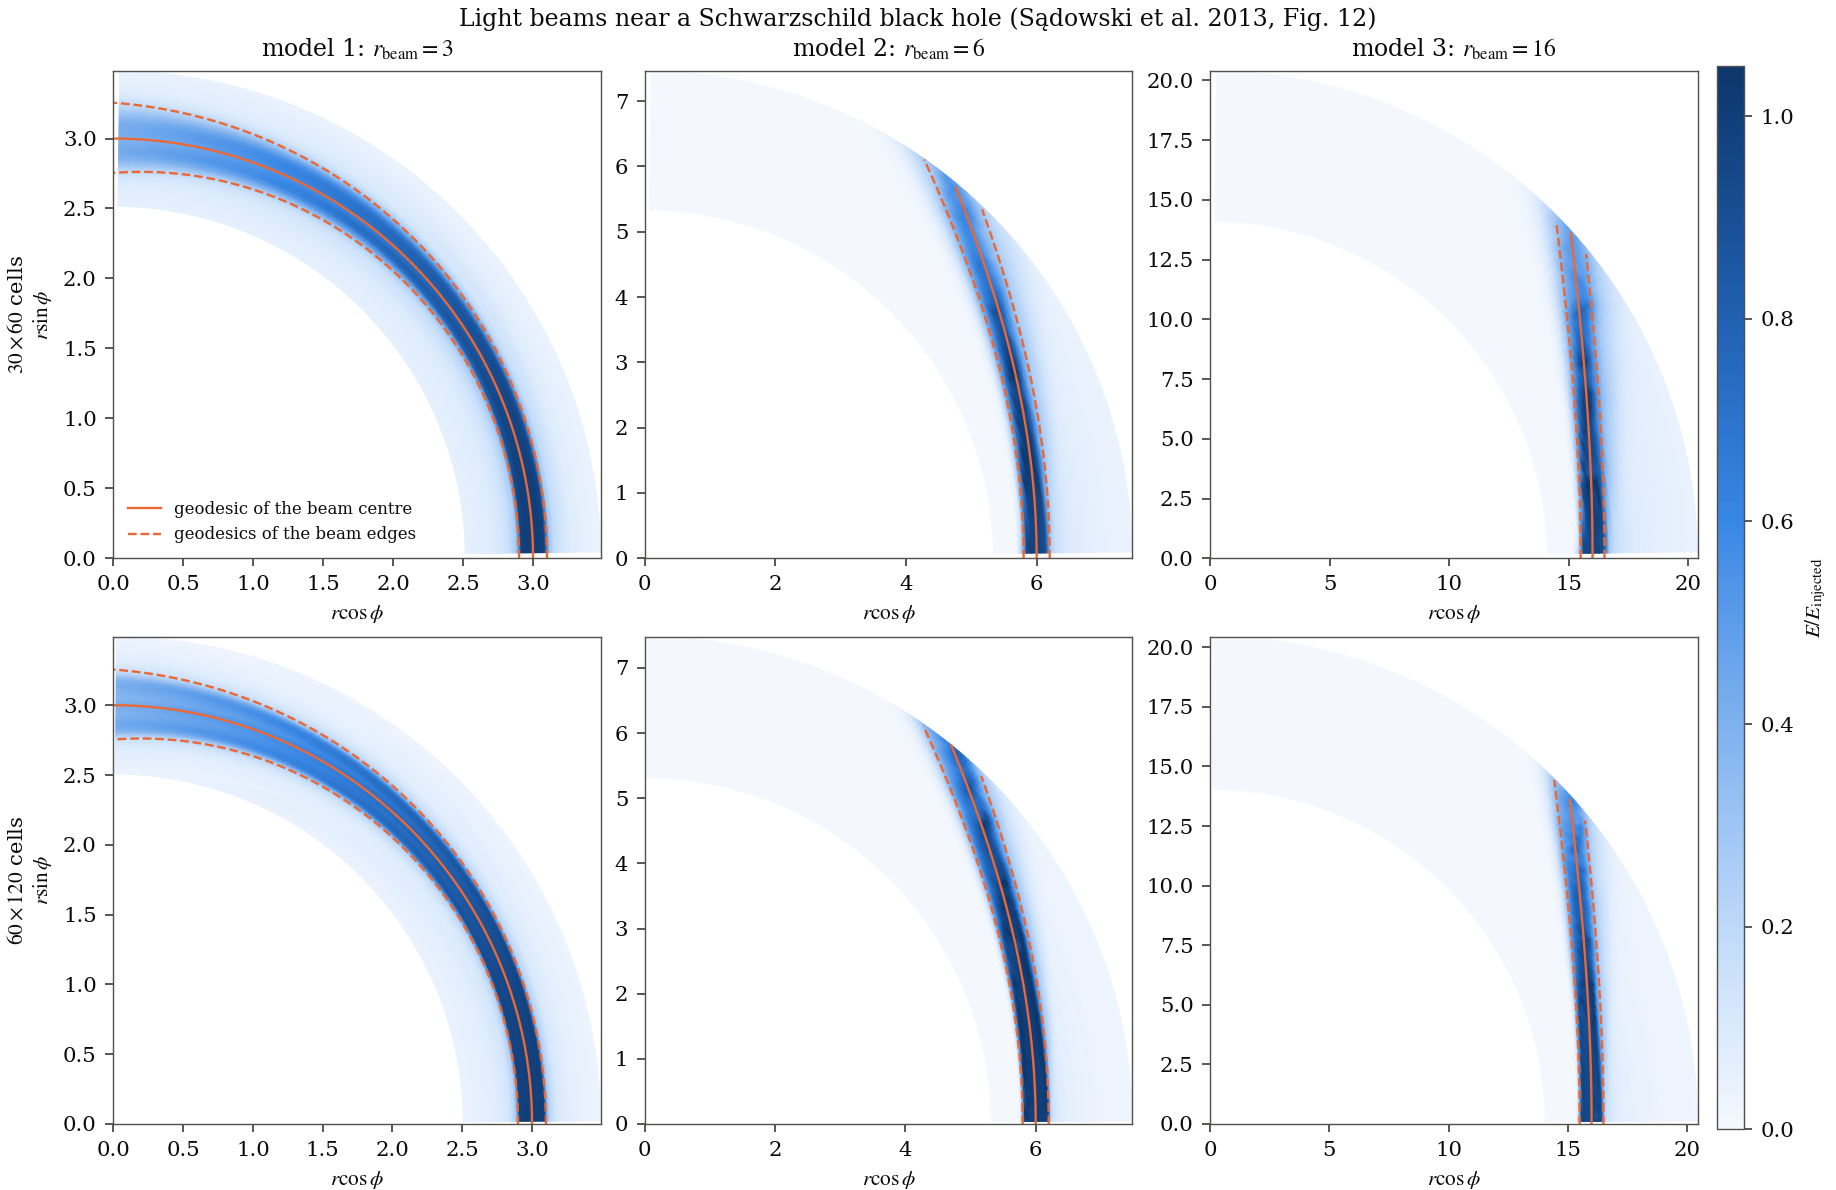 Light beams near a Schwarzschild black hole (Sądowski et al. 2013, Fig. 12)
model 1: r_beam = 3
model 2: r_beam = 6
model 3: r_beam = 16
30×60 cells
r sin ϕ
3.0
2.5
2.0
1.5
1.0
0.5
0.0
geodesic of the beam centre
geodesics of the beam edges
0.0 0.5 1.0 1.5 2.0 2.5 3.0
r cos ϕ
7
6
5
4
3
2
1
0
0 2 4 6
r cos ϕ
20.0
17.5
15.0
12.5
10.0
7.5
5.0
2.5
0.0
0 5 10 15 20
r cos ϕ
60×120 cells
r sin ϕ
3.0
2.5
2.0
1.5
1.0
0.5
0.0
0.0 0.5 1.0 1.5 2.0 2.5 3.0
r cos ϕ
7
6
5
4
3
2
1
0
0 2 4 6
r cos ϕ
20.0
17.5
15.0
12.5
10.0
7.5
5.0
2.5
0.0
0 5 10 15 20
r cos ϕ
1.0
0.8
0.6
0.4
0.2
0.0
E/E_injected